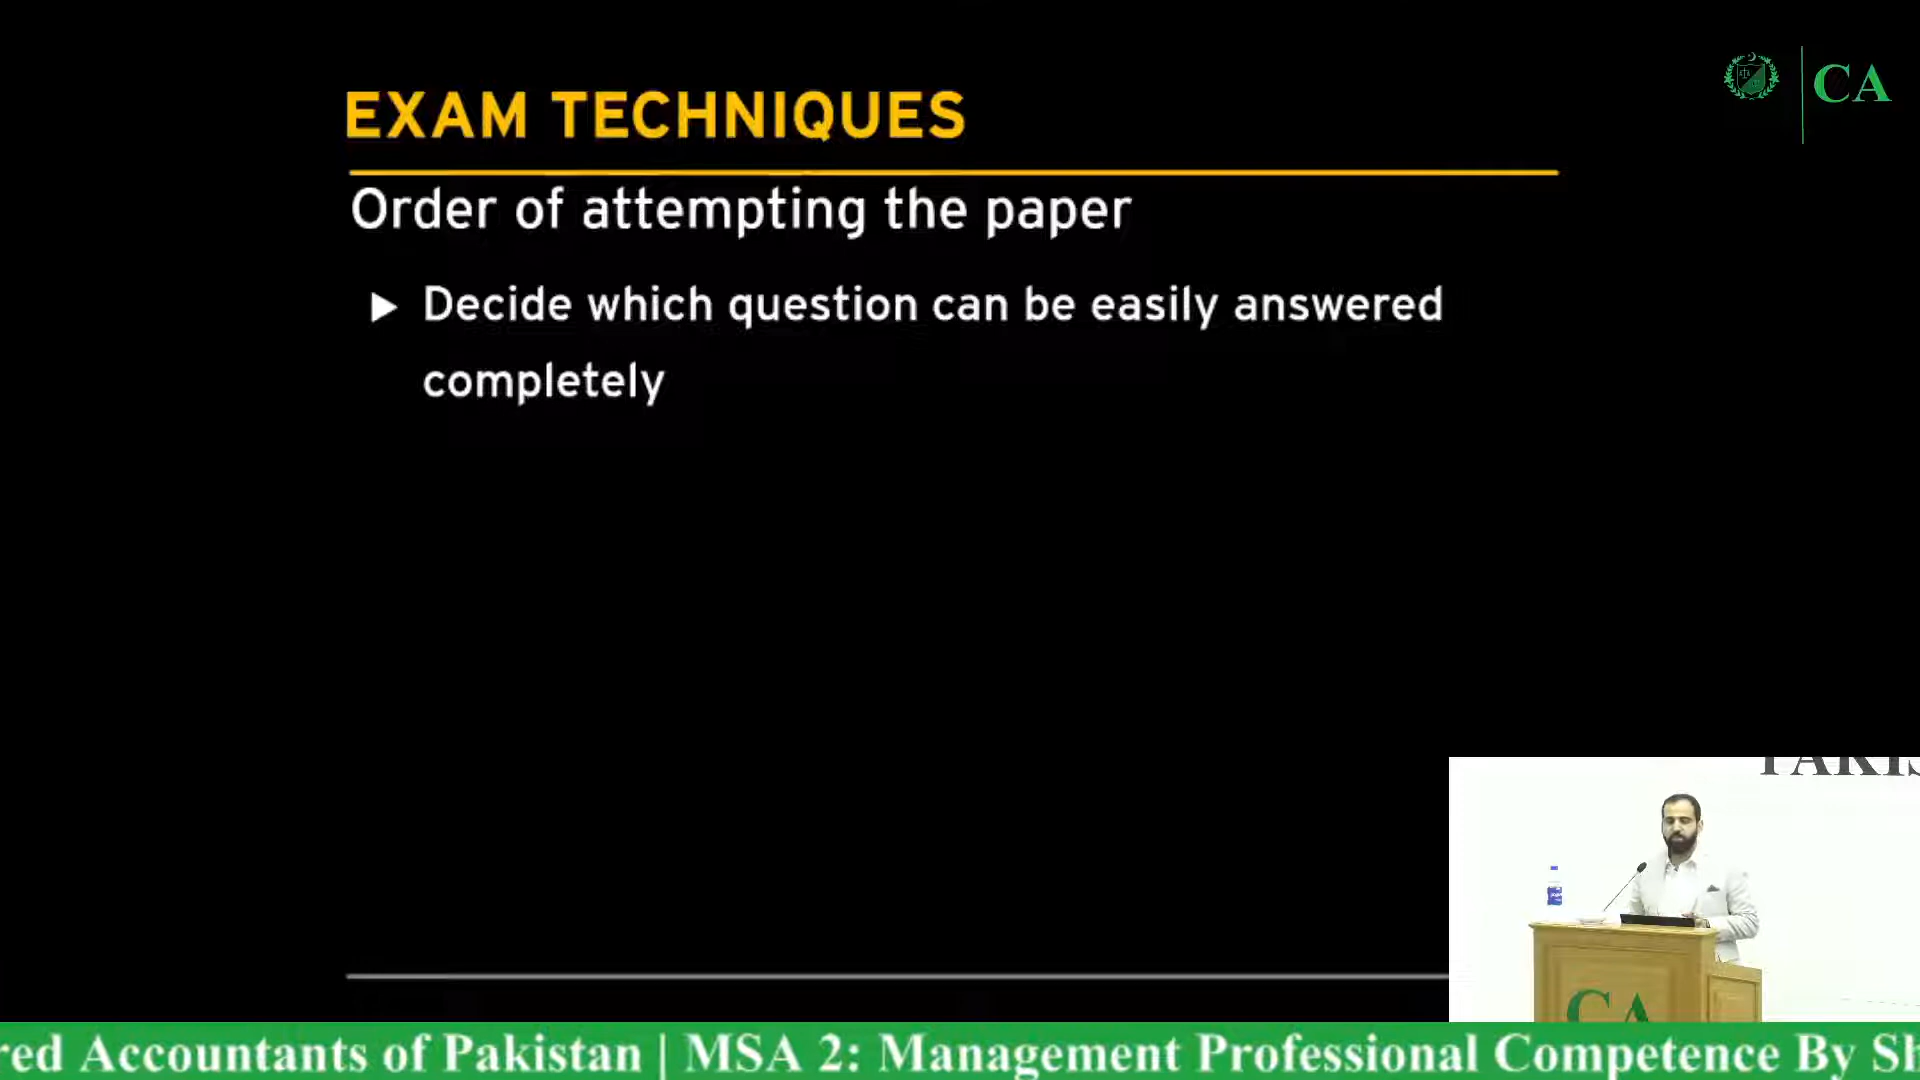 EXAM TECHNIQUES
CA
Order of attempting the paper
Decide which question can be easily answered
completely
CA
red Accountants of Pakistan | MSA 2: Management Professional Competence By Sh